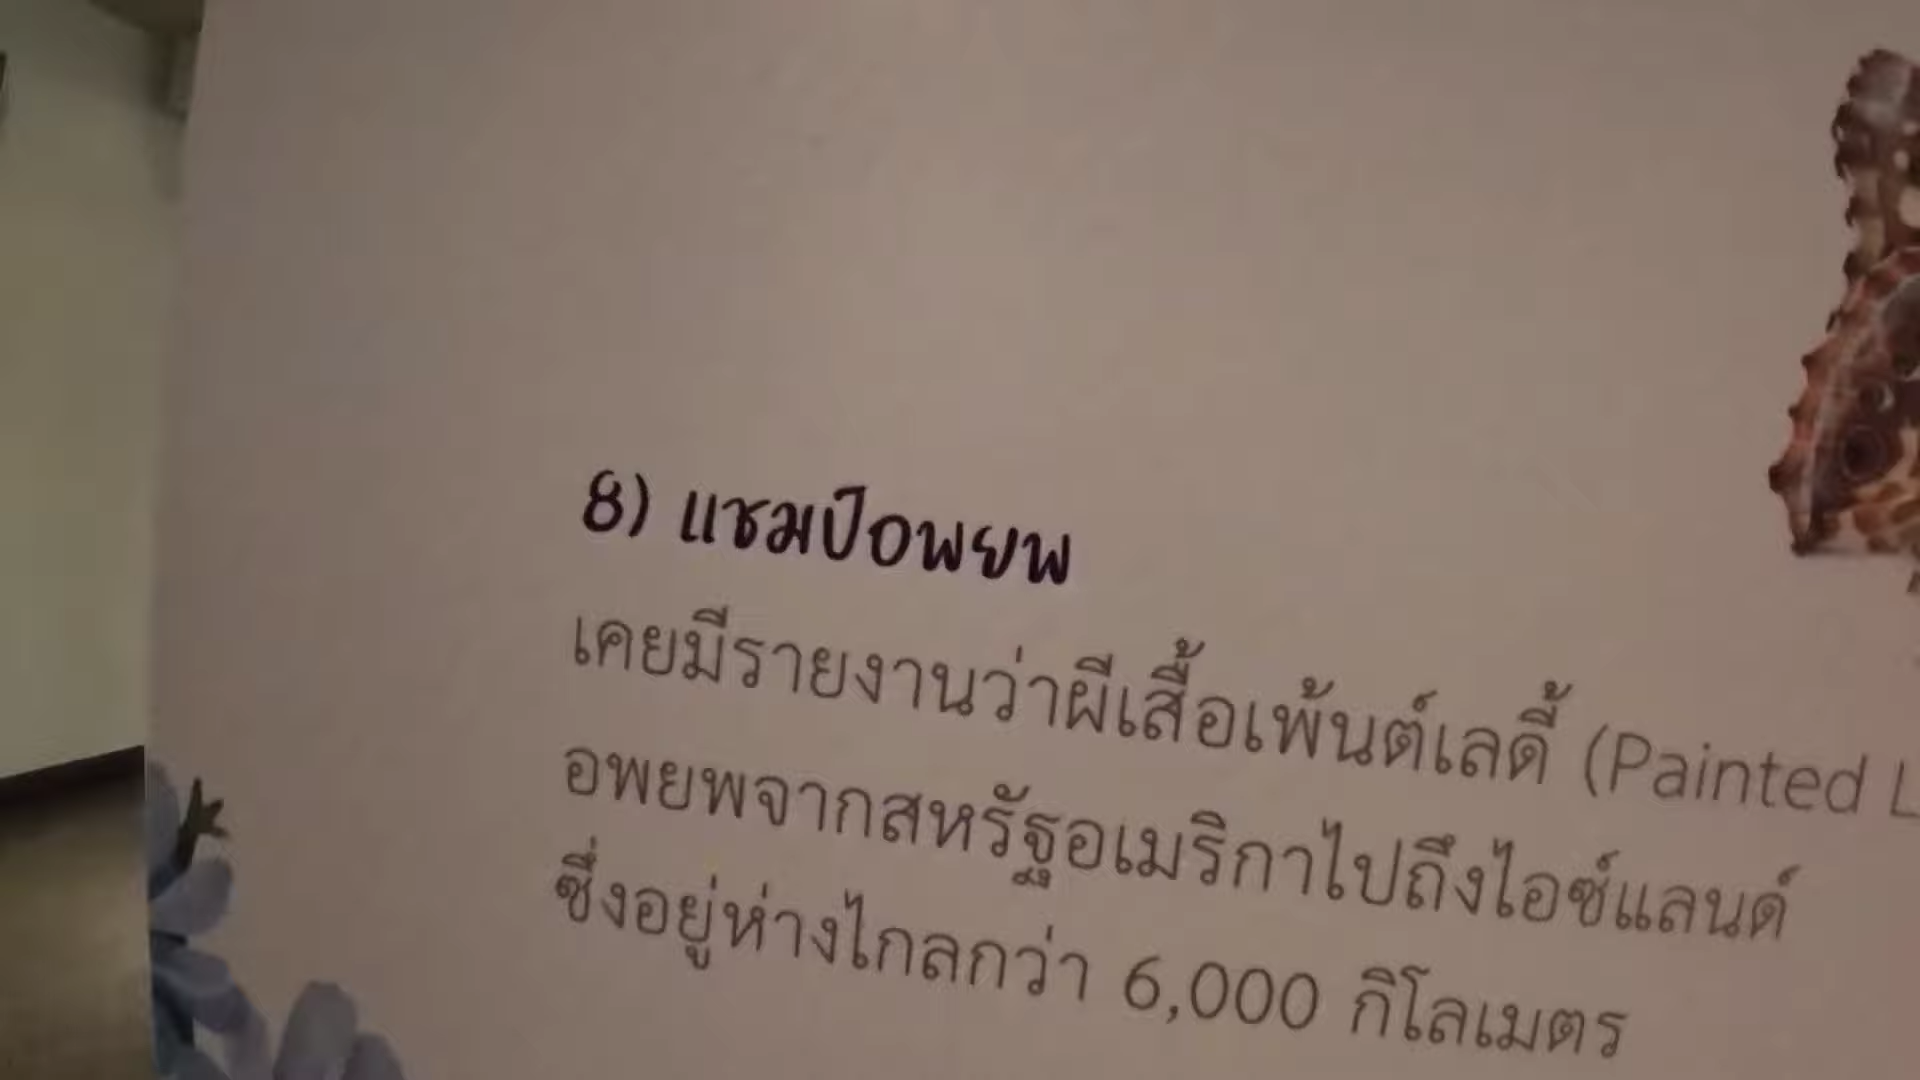 8) แชมป์อพยพ
เคยมีรายงานว่าผีเสื้อเพ้นต์เลดี้ (Painted L
อพยพจากสหรัฐอเมริกาไปถึงไอซ์แลนด์
ซึ่งอยู่ห่างไกลกว่า 6,000 กิโลเมตร